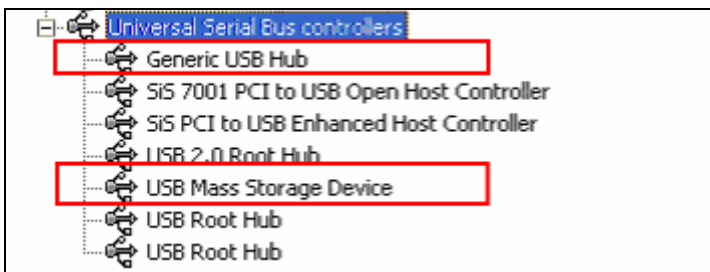 Universal Serial Bus controllers
Generic USB Hub
SiS 7001 PCI to USB Open Host Controller
SiS PCI to USB Enhanced Host Controller
USB 2.0 Root Hub
USB Mass Storage Device
USB Root Hub
USB Root Hub